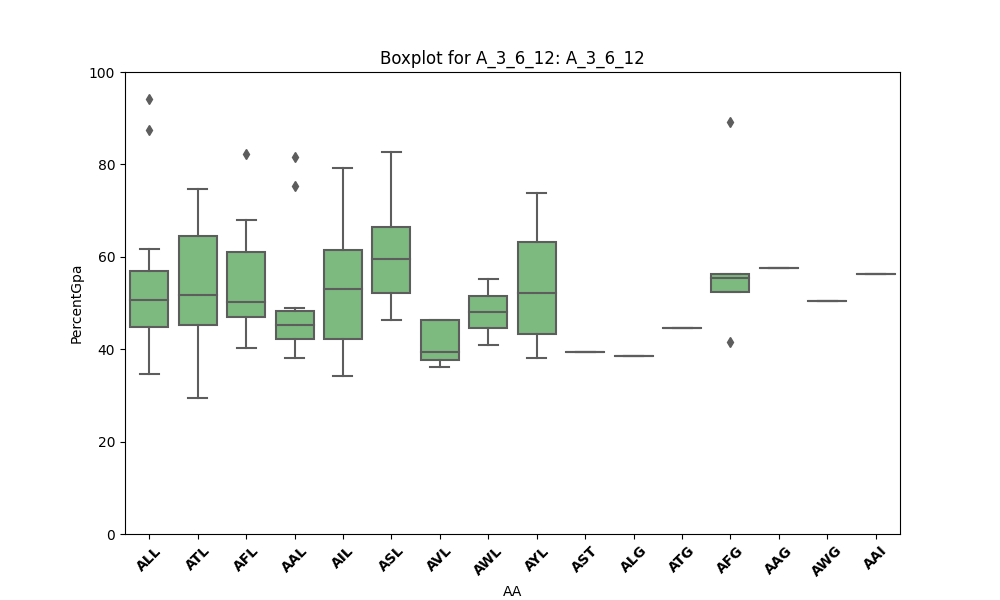 Boxplot for A_3_6_12: A_3_6_12
PercentGpa
100
80
60
40
20
0
ALL ATL AFL AAL AIL ASL AVL AWL AYL AST ALG ATG AFG AAG AWG AAI
AA